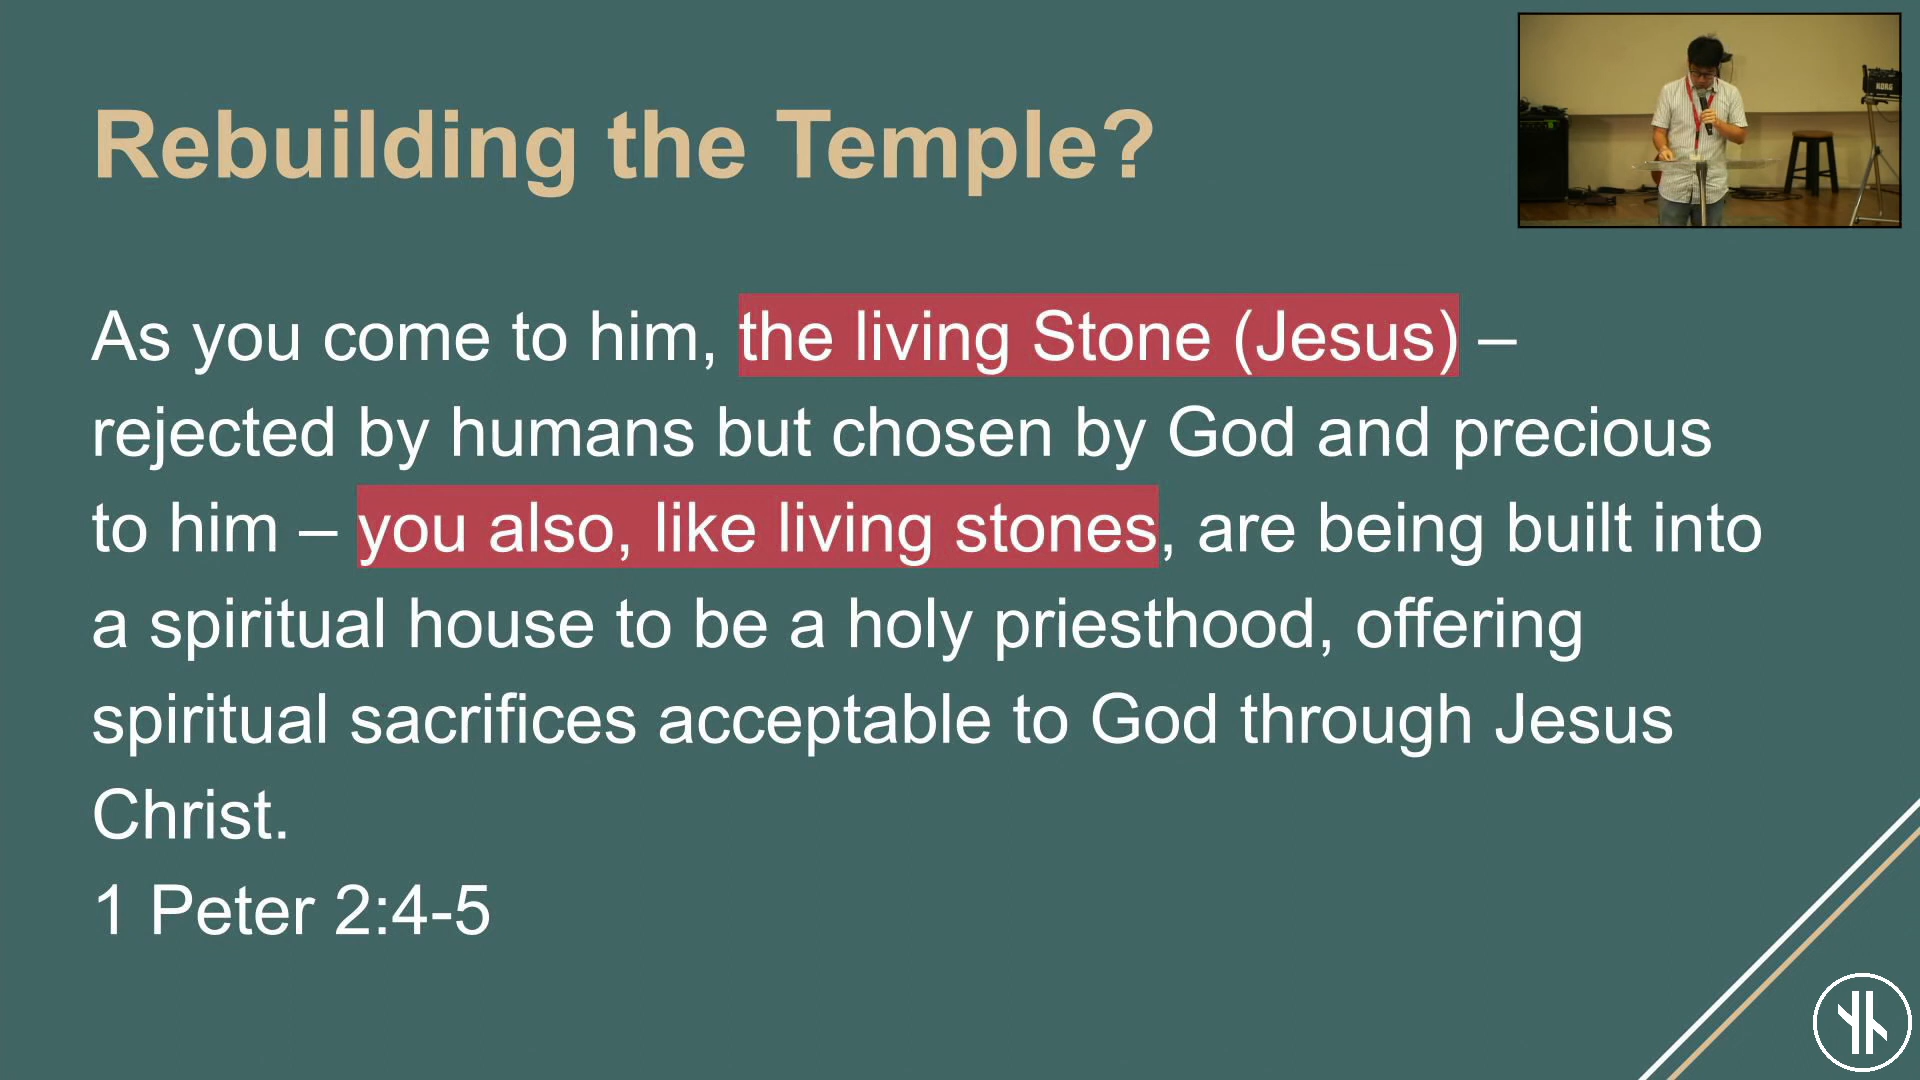 Rebuilding the Temple?
KORG
As you come to him, the living Stone (Jesus) –
rejected by humans but chosen by God and precious
to him – you also, like living stones, are being built into
a spiritual house to be a holy priesthood, offering
spiritual sacrifices acceptable to God through Jesus
Christ.
1 Peter 2:4-5